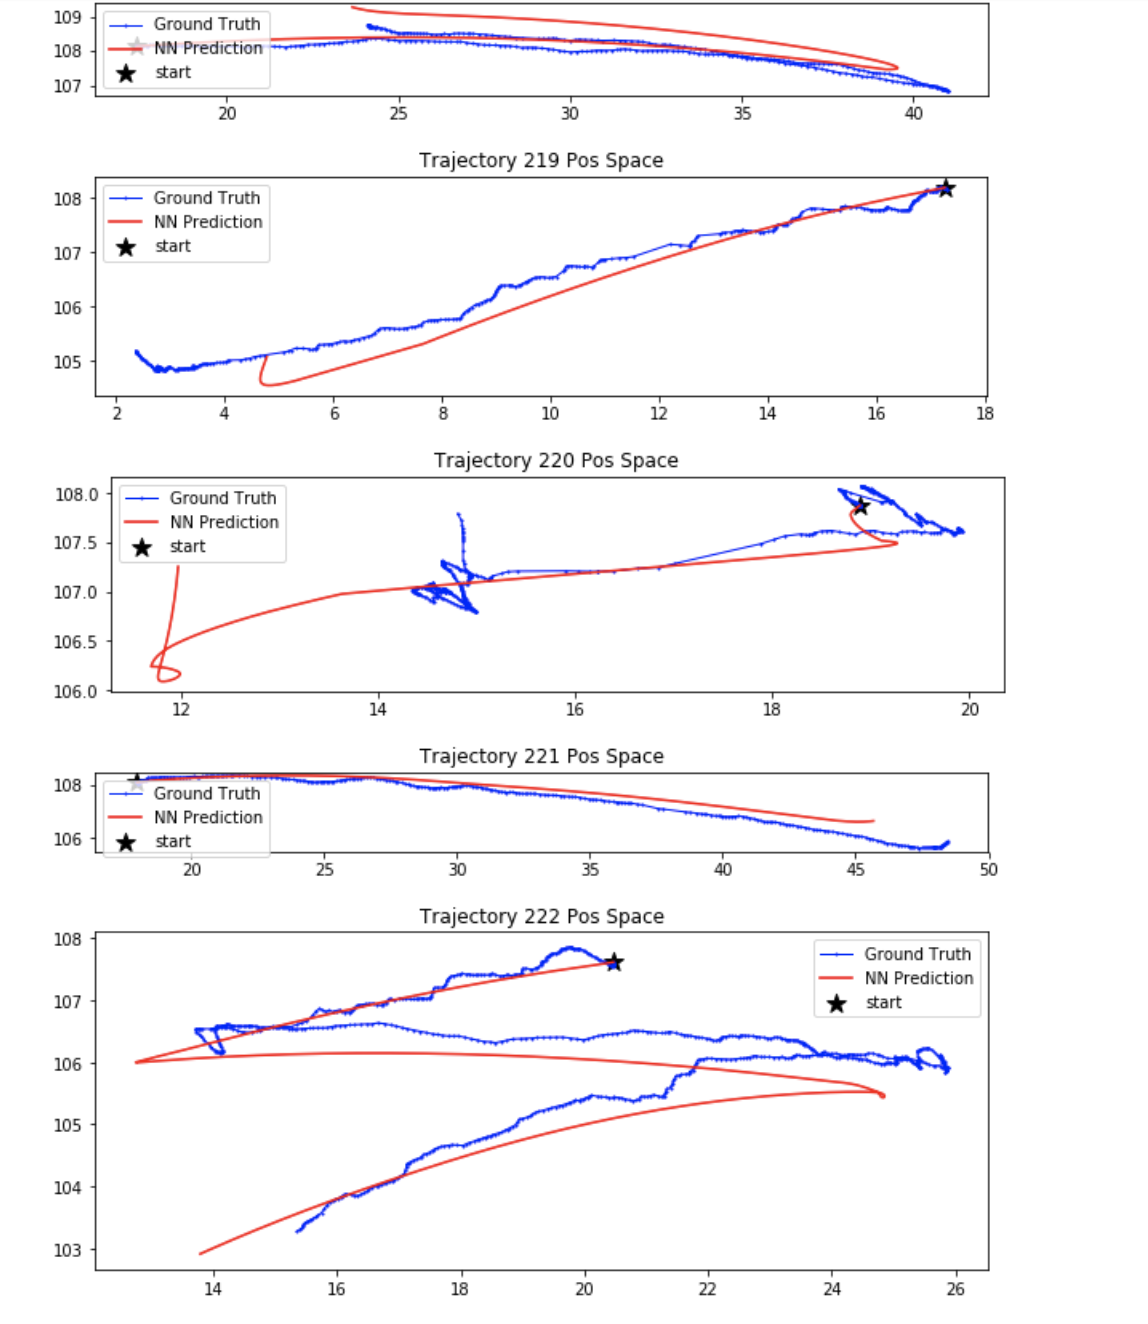 109
108
107
Ground Truth
NN Prediction
start
20 25 30 35 40
Trajectory 219 Pos Space
108
107
106
105
Ground Truth
NN Prediction
start
2 4 6 8 10 12 14 16 18
Trajectory 220 Pos Space
108.0
107.5
107.0
106.5
106.0
Ground Truth
NN Prediction
start
12 14 16 18 20
Trajectory 221 Pos Space
108
106
Ground Truth
NN Prediction
start
20 25 30 35 40 45 50
Trajectory 222 Pos Space
108
107
106
105
104
103
Ground Truth
NN Prediction
start
14 16 18 20 22 24 26